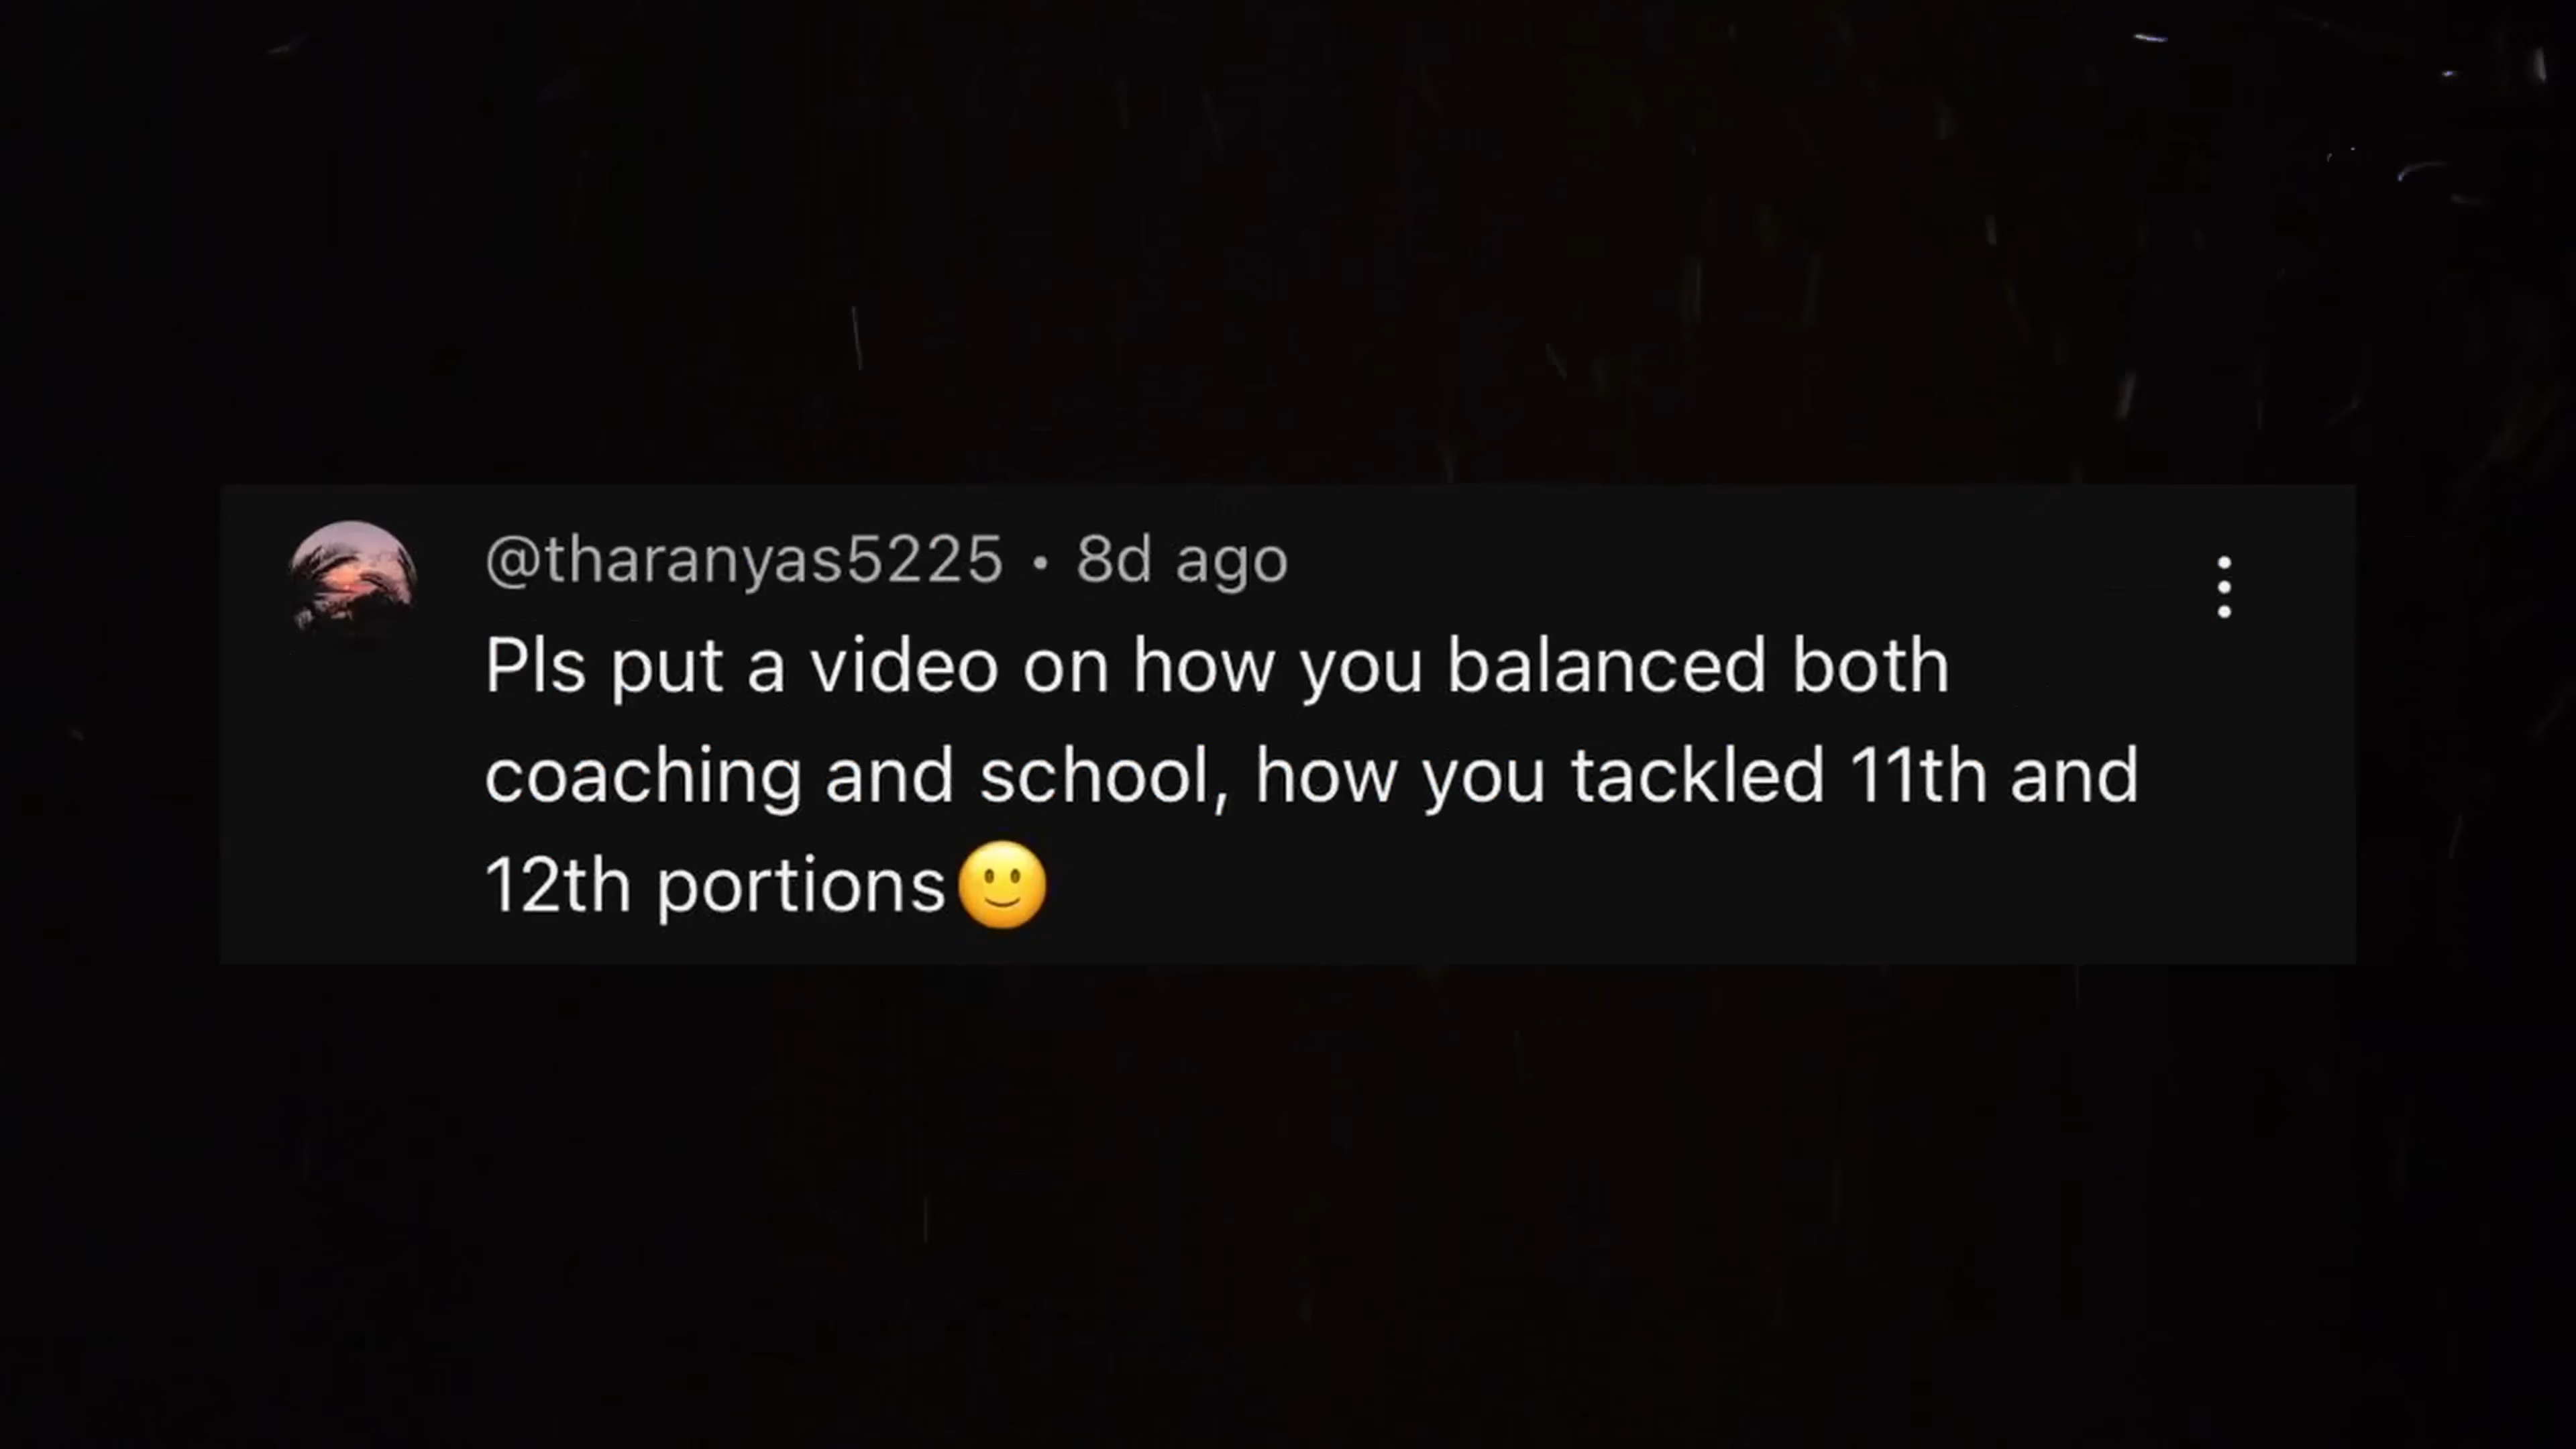 @tharanyas5225 • 8d ago
Pls put a video on how you balanced both
coaching and school, how you tackled 11th and
12th portions🙂